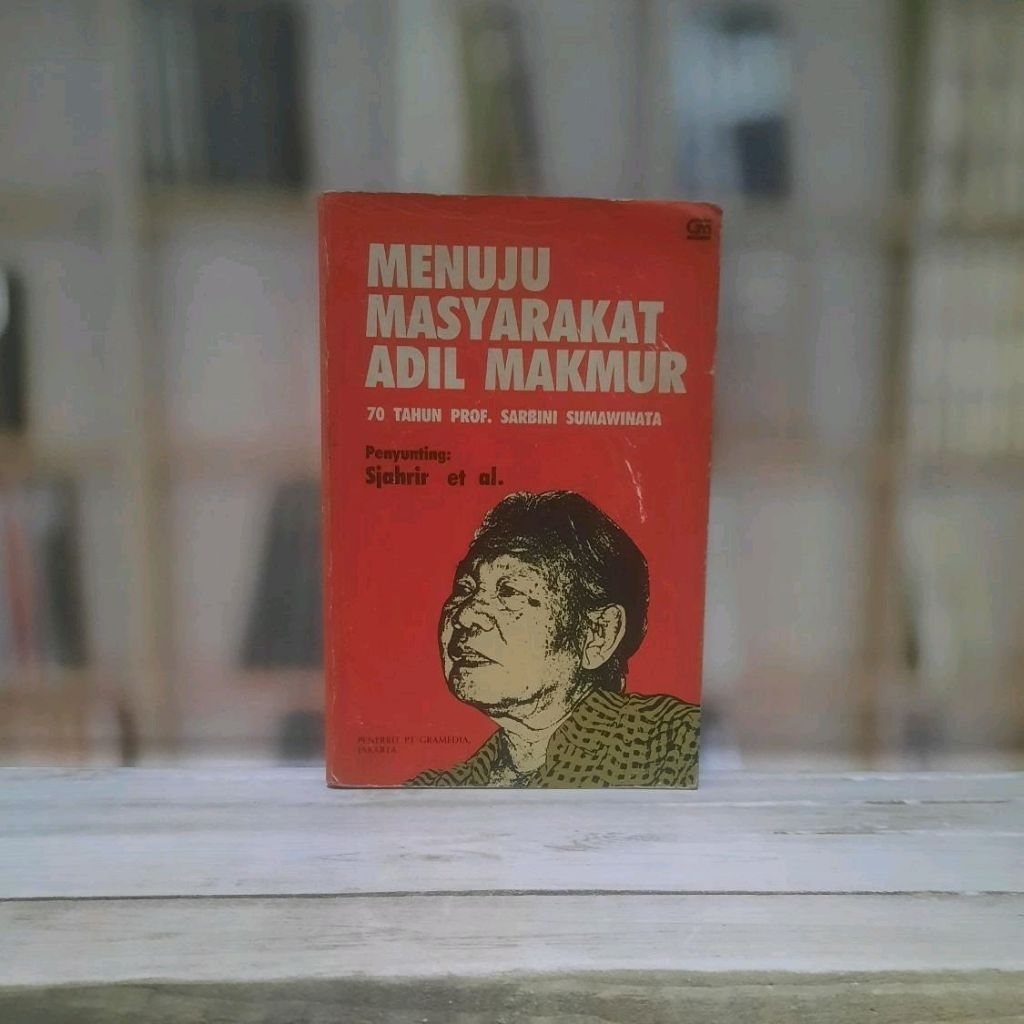 MENUJU
MASYARAKAT
ADIL MAKMUR
70 TAHUN PROF. SARBINI SUMAWINATA
Penyunting:
Sjahrir et al.
PENERBIT PT GRAMEDIA,
JAKARTA